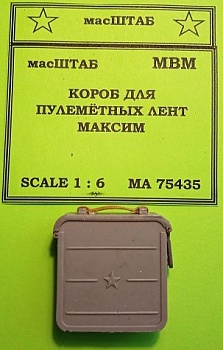 масШТАБ
масШТАБ МВМ
КОРОБ ДЛЯ
ПУЛЕМЁТНЫХ ЛЕНТ
МАКСИМ
SCALE 1 : 6 МА 75435